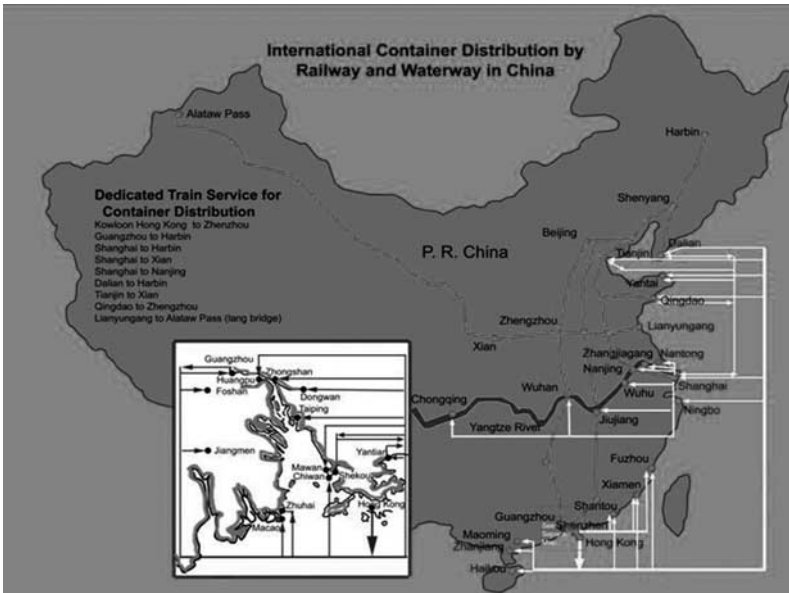 International Container Distribution by
Railway and Waterway in China
Alataw Pass
Harbin
Dedicated Train Service for
Container Distribution
Kowloon Hong Kong to Zhenzhou
Guangzhou to Harbin
Shanghai to Harbin
Shanghai to Xian
Shanghai to Nanjing
Dalian to Harbin
Tianjin to Xian
Qingdao to Zhengzhou
Lianyungang to Alataw Pass (lang bridge)
Shenyang
Beijing
P. R. China
Tianjin
Dalian
Yantai
Qingdao
Zhengzhou
Lianyungang
Xian
Zhangjiagang
Nantong
Nanjing
Shanghai
Wuhan
Wuhu
Chongqing
Ningbo
Jiujiang
Yangtze River
Fuzhou
Xiamen
Shantou
Guangzhou
Shenzhen
Hong Kong
Maoming
Zhanjiang
Haikou
Guangzhou
Zhongshan
Huangpu
Foshan
Dongwan
Taiping
Jiangmen
Yantian
Mawan
Chiwan
Shekou
Zhuhai
Hong Kong
Macao